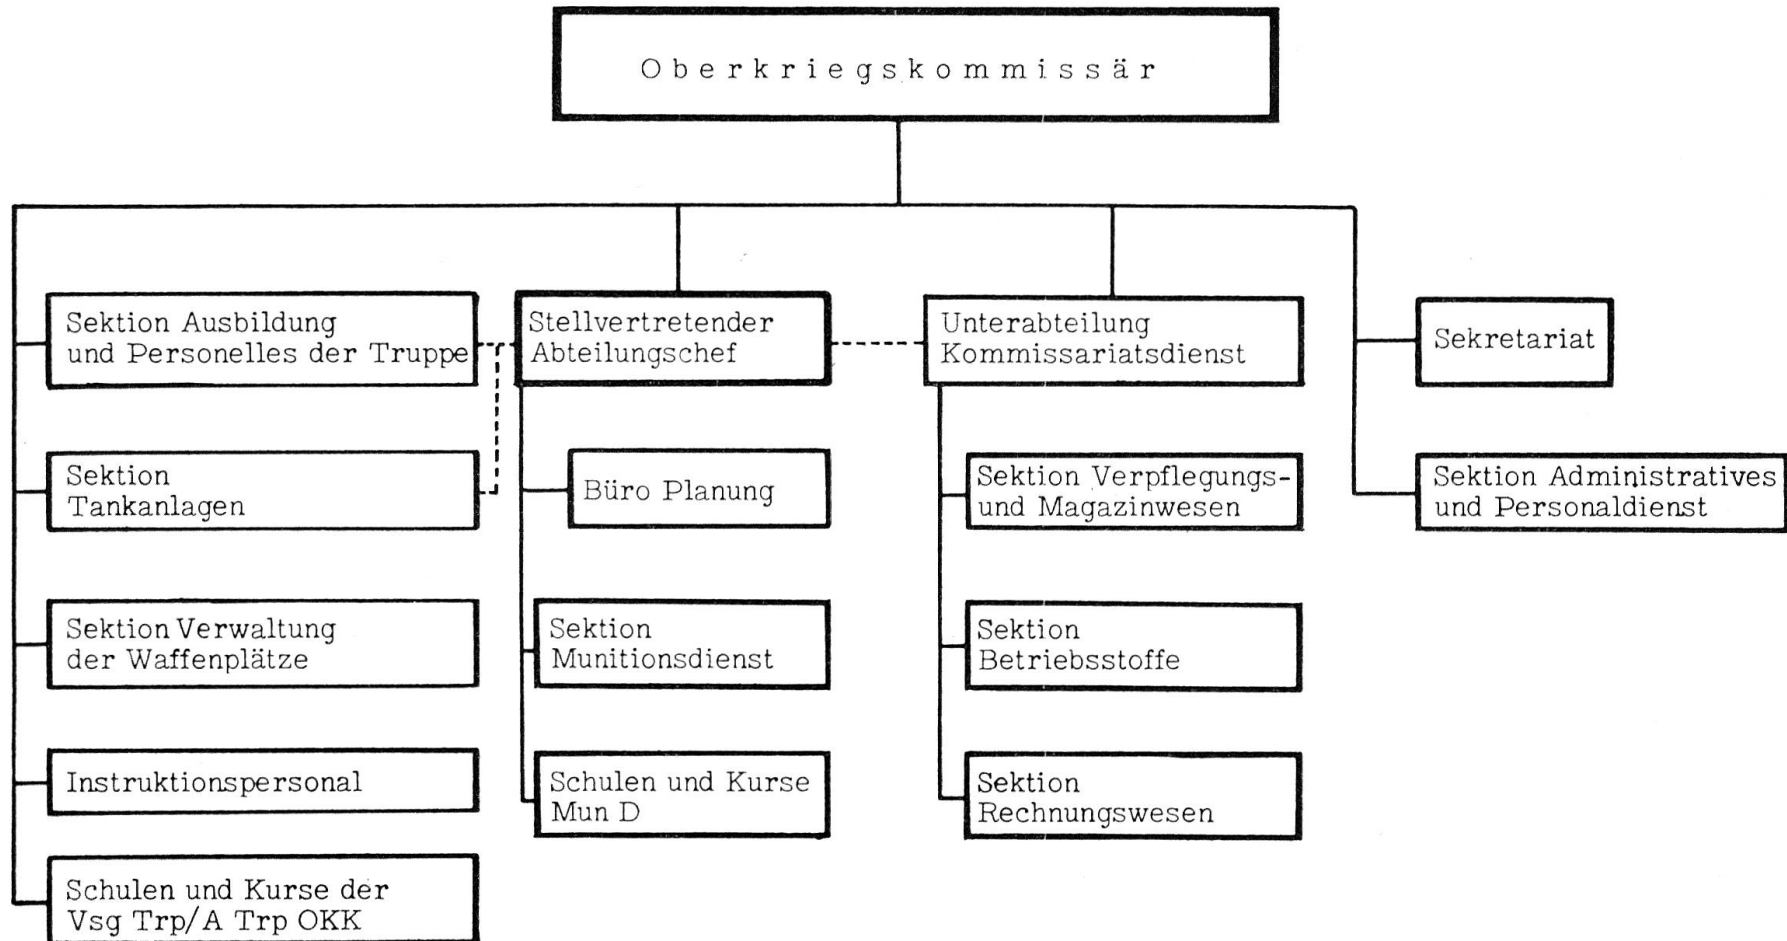 Oberkriegskommissär
Sektion Ausbildung
und Personelles der Truppe
Sektion
Tankanlagen
Sektion Verwaltung
der Waffenplätze
Instruktionspersonal
Schulen und Kurse der
Vsg Trp/A Trp OKK
Stellvertretender
Abteilungschef
Büro Planung
Sektion
Munitionsdienst
Schulen und Kurse
Mun D
Unterabteilung
Kommissariatsdienst
Sektion Verpflegungs-
und Magazinwesen
Sektion
Betriebsstoffe
Sektion
Rechnungswesen
Sekretariat
Sektion Administratives
und Personaldienst